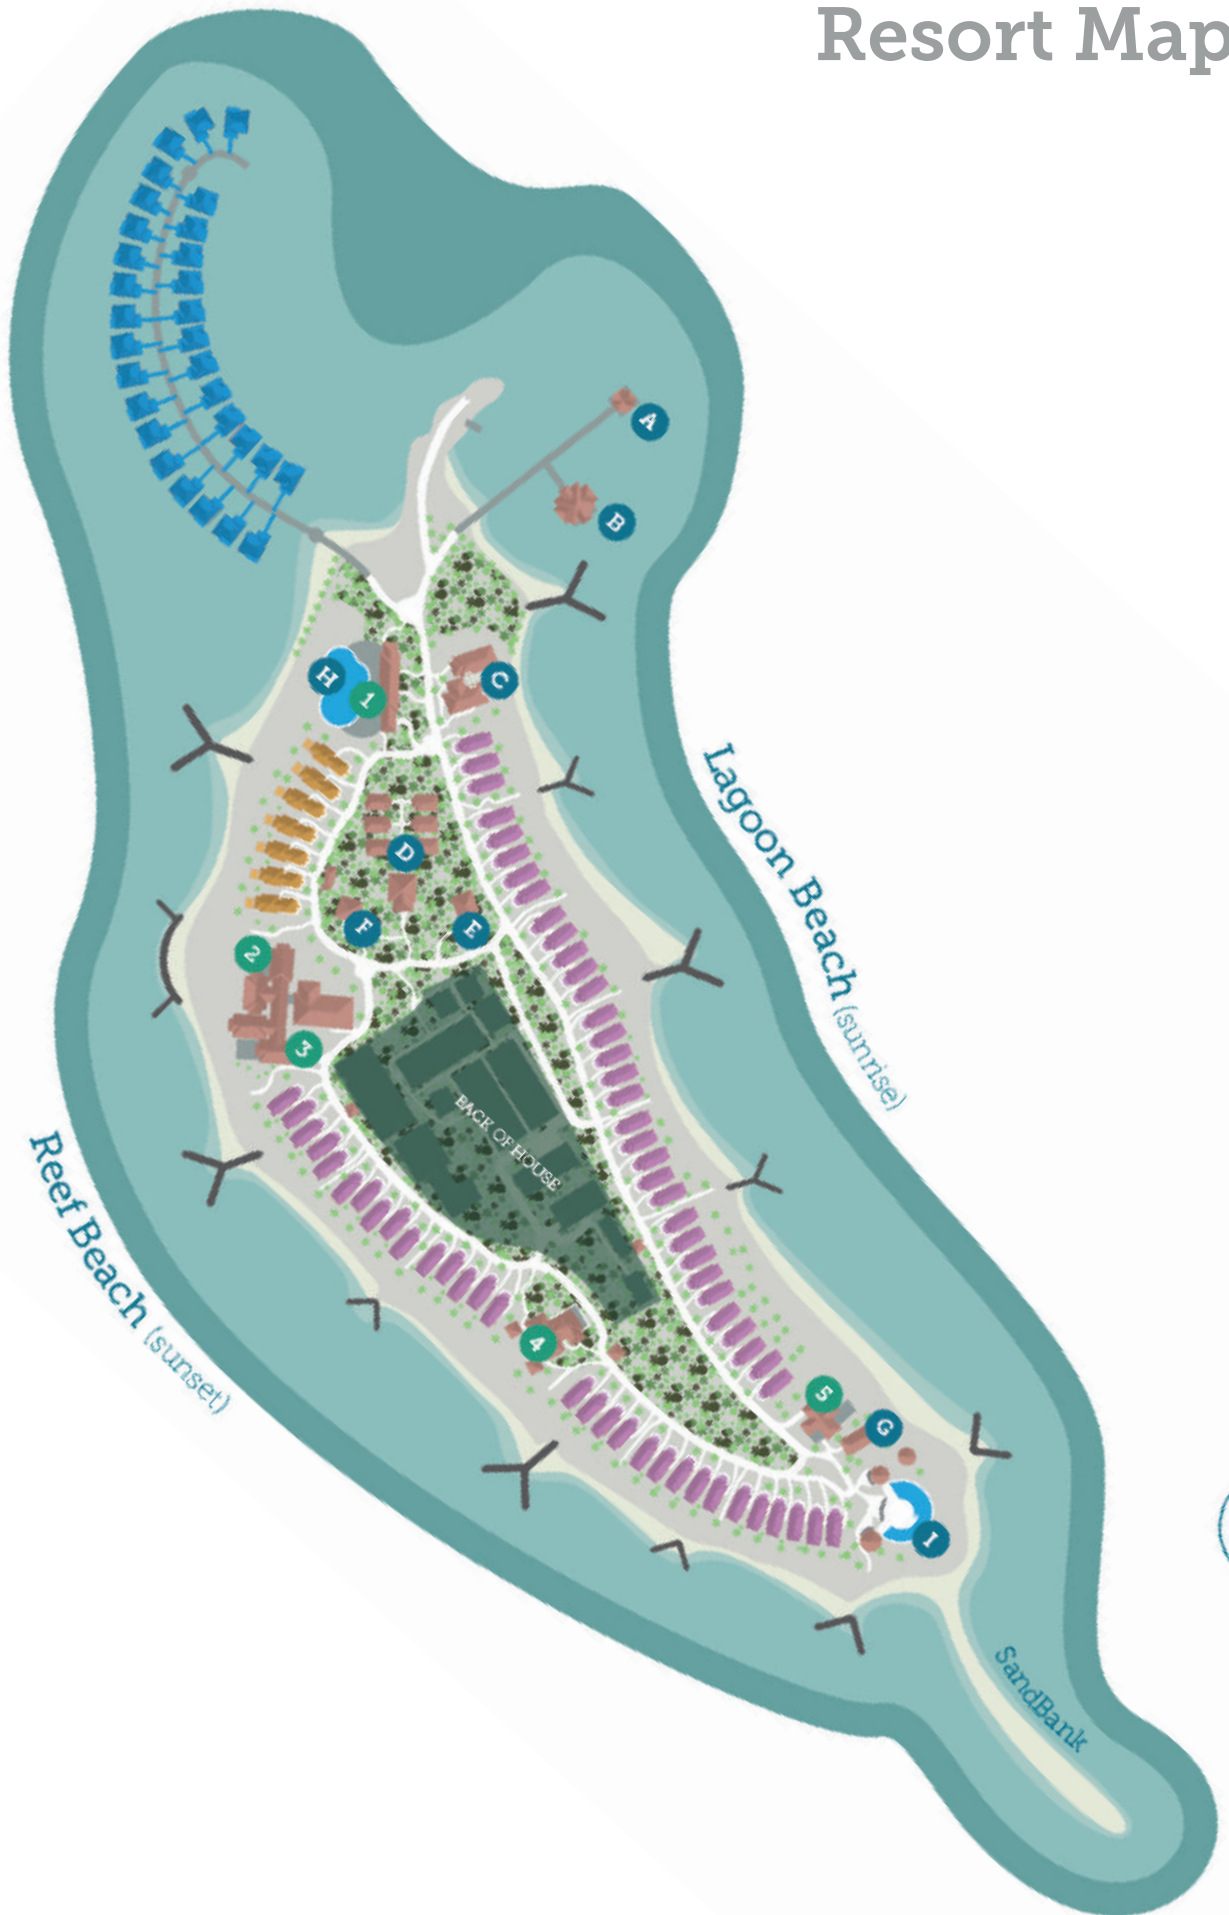 Resort Map
A
B
H
1
C
Lagoon Beach (sunrise)
D
F
E
2
3
BACK OF HOUSE
Reef Beach (sunset)
4
5
G
I
SandBank